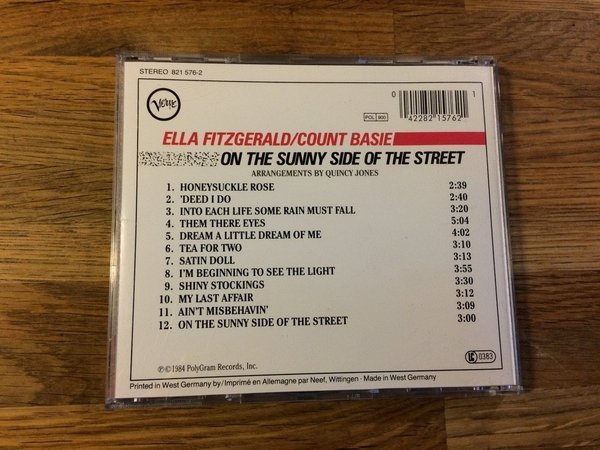 STEREO 821 576-2
Verve
0 42282 15762 1
PCL 900
ELLA FITZGERALD/COUNT BASIE
ON THE SUNNY SIDE OF THE STREET
ARRANGEMENTS BY QUINCY JONES
1. HONEYSUCKLE ROSE 2:39
2. 'DEED I DO 2:40
3. INTO EACH LIFE SOME RAIN MUST FALL 3:20
4. THEM THERE EYES 5:04
5. DREAM A LITTLE DREAM OF ME 4:02
6. TEA FOR TWO 3:10
7. SATIN DOLL 3:13
8. I'M BEGINNING TO SEE THE LIGHT 3:55
9. SHINY STOCKINGS 3:30
10. MY LAST AFFAIR 3:12
11. AIN'T MISBEHAVIN' 3:09
12. ON THE SUNNY SIDE OF THE STREET 3:00
℗©1984 PolyGram Records, Inc.
0383
Printed in West Germany by/Imprimé en Allemagne par Neef, Wittingen · Made in West Germany